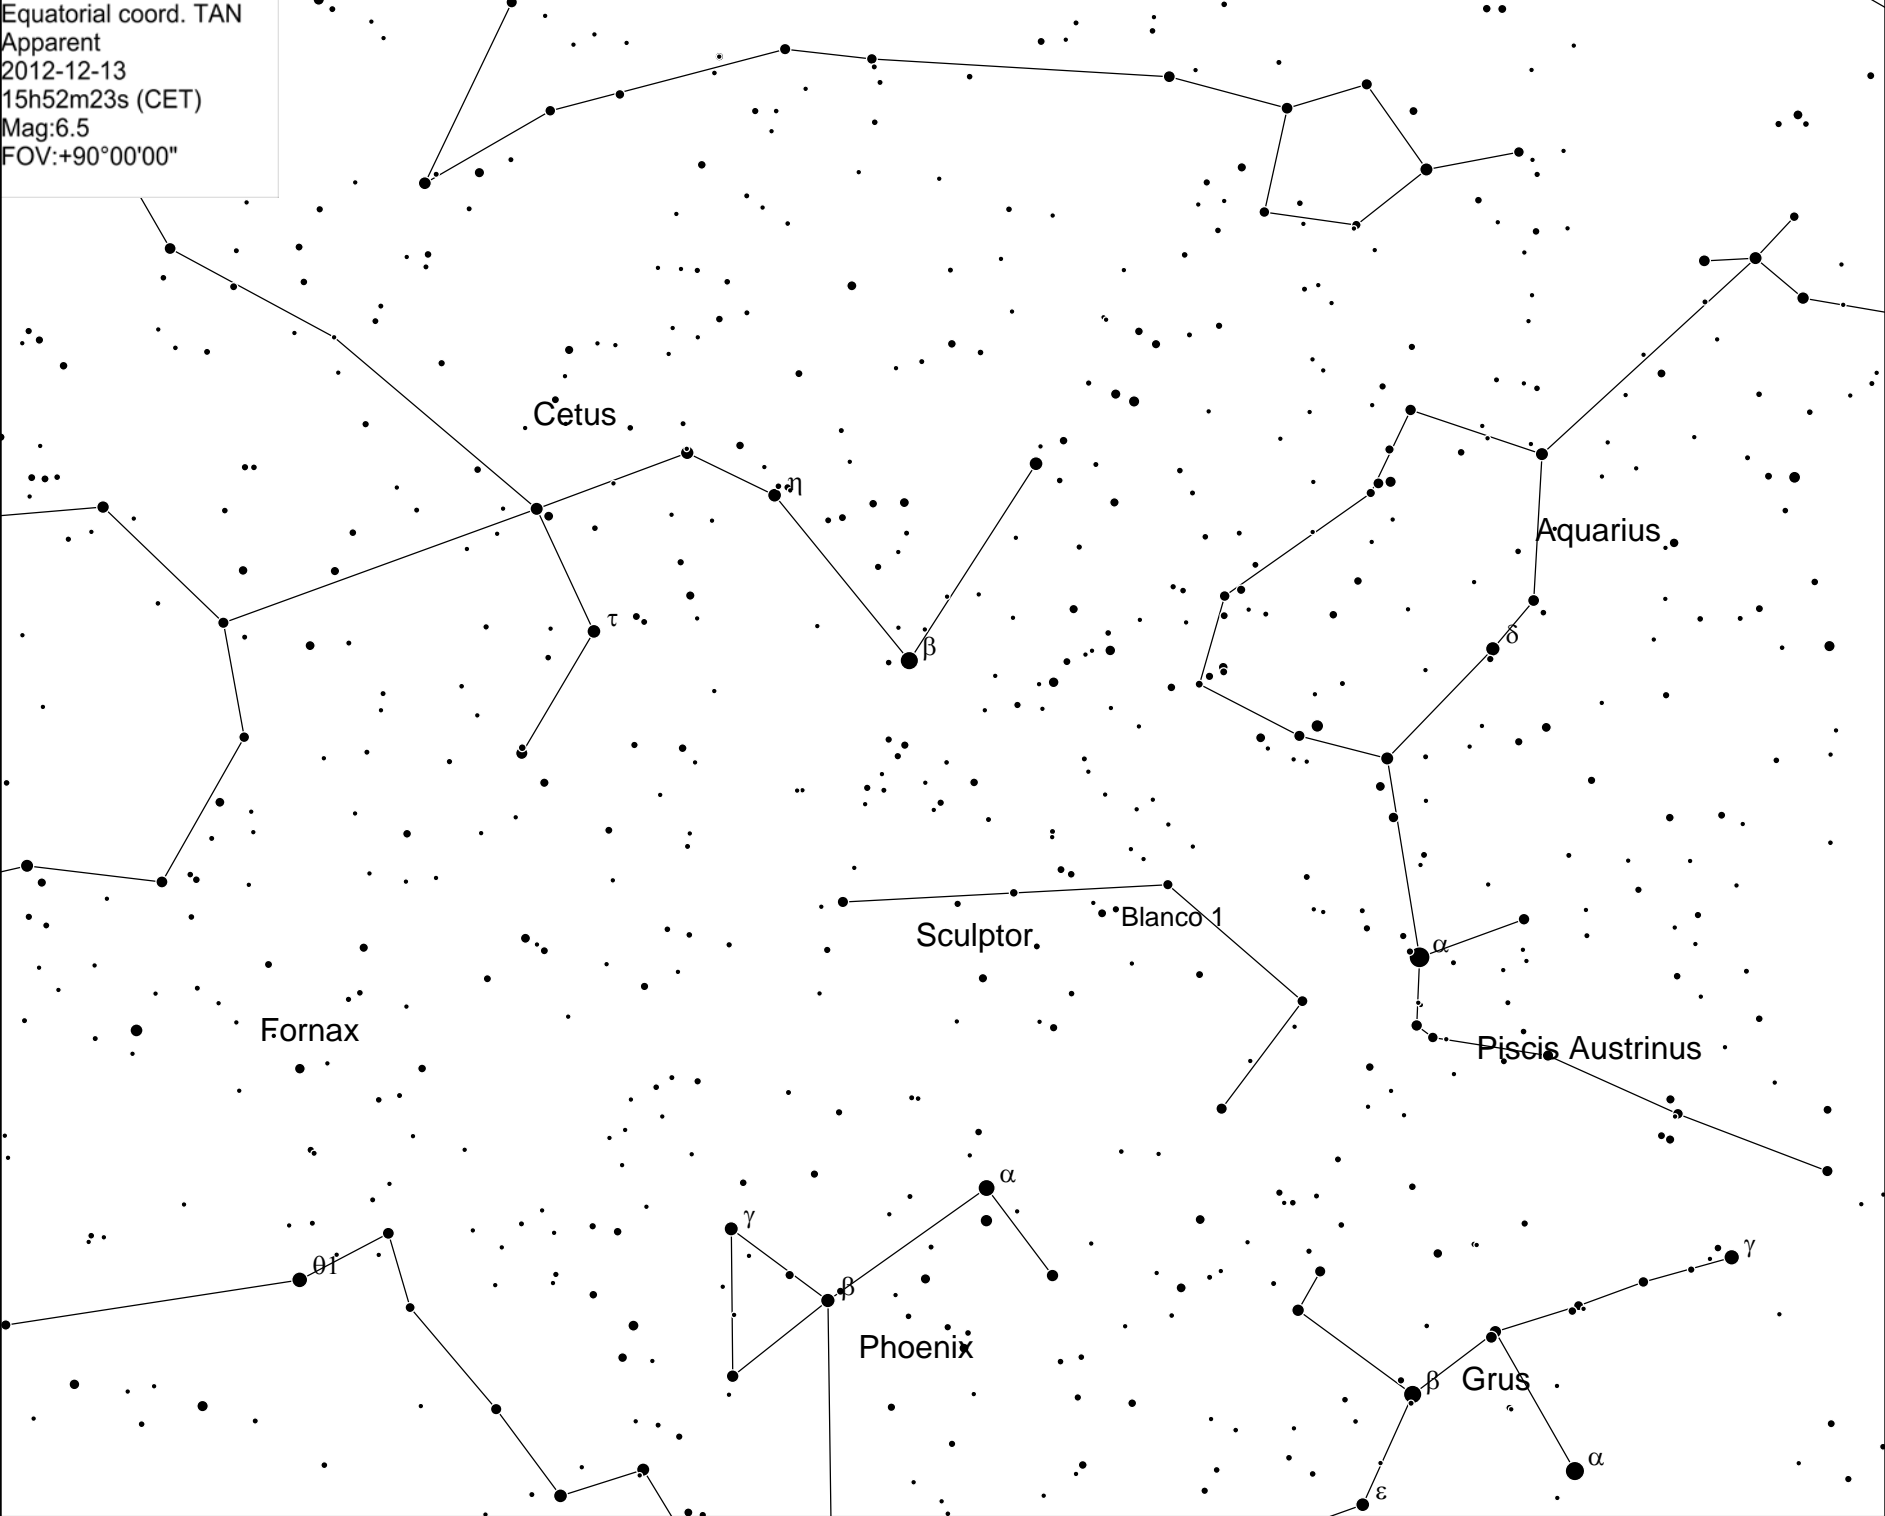 Equatorial coord. TAN
Apparent
2012-12-13
15h52m23s (CET)
Mag:6.5
FOV:+90°00'00"
Cetus
η
Aquarius
τ
δ
β
Blanco 1
Sculptor
α
Fornax
Piscis Austrinus
α
γ
γ
θ1
β
Phoenix
β
Grus
α
ε